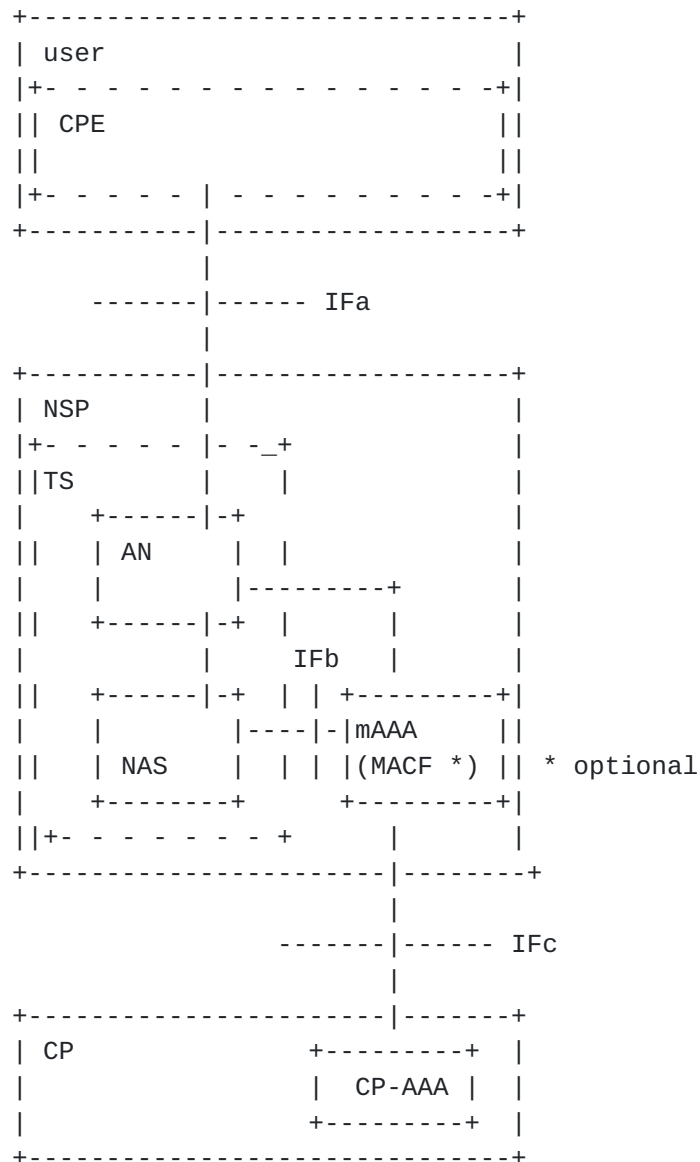 user
CPE
IFa
NSP
TS
AN
IFb
mAAA
NAS (MACF *) * optional
IFc
CP
CP-AAA